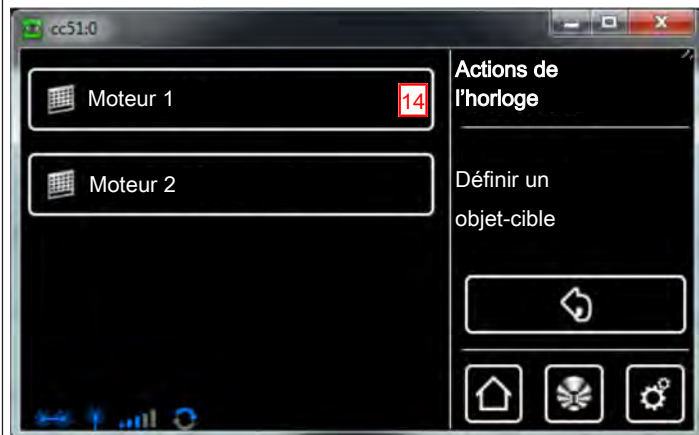 cc51:0
Moteur 1
14
Moteur 2
Actions de
l'horloge
Définir un
objet-cible